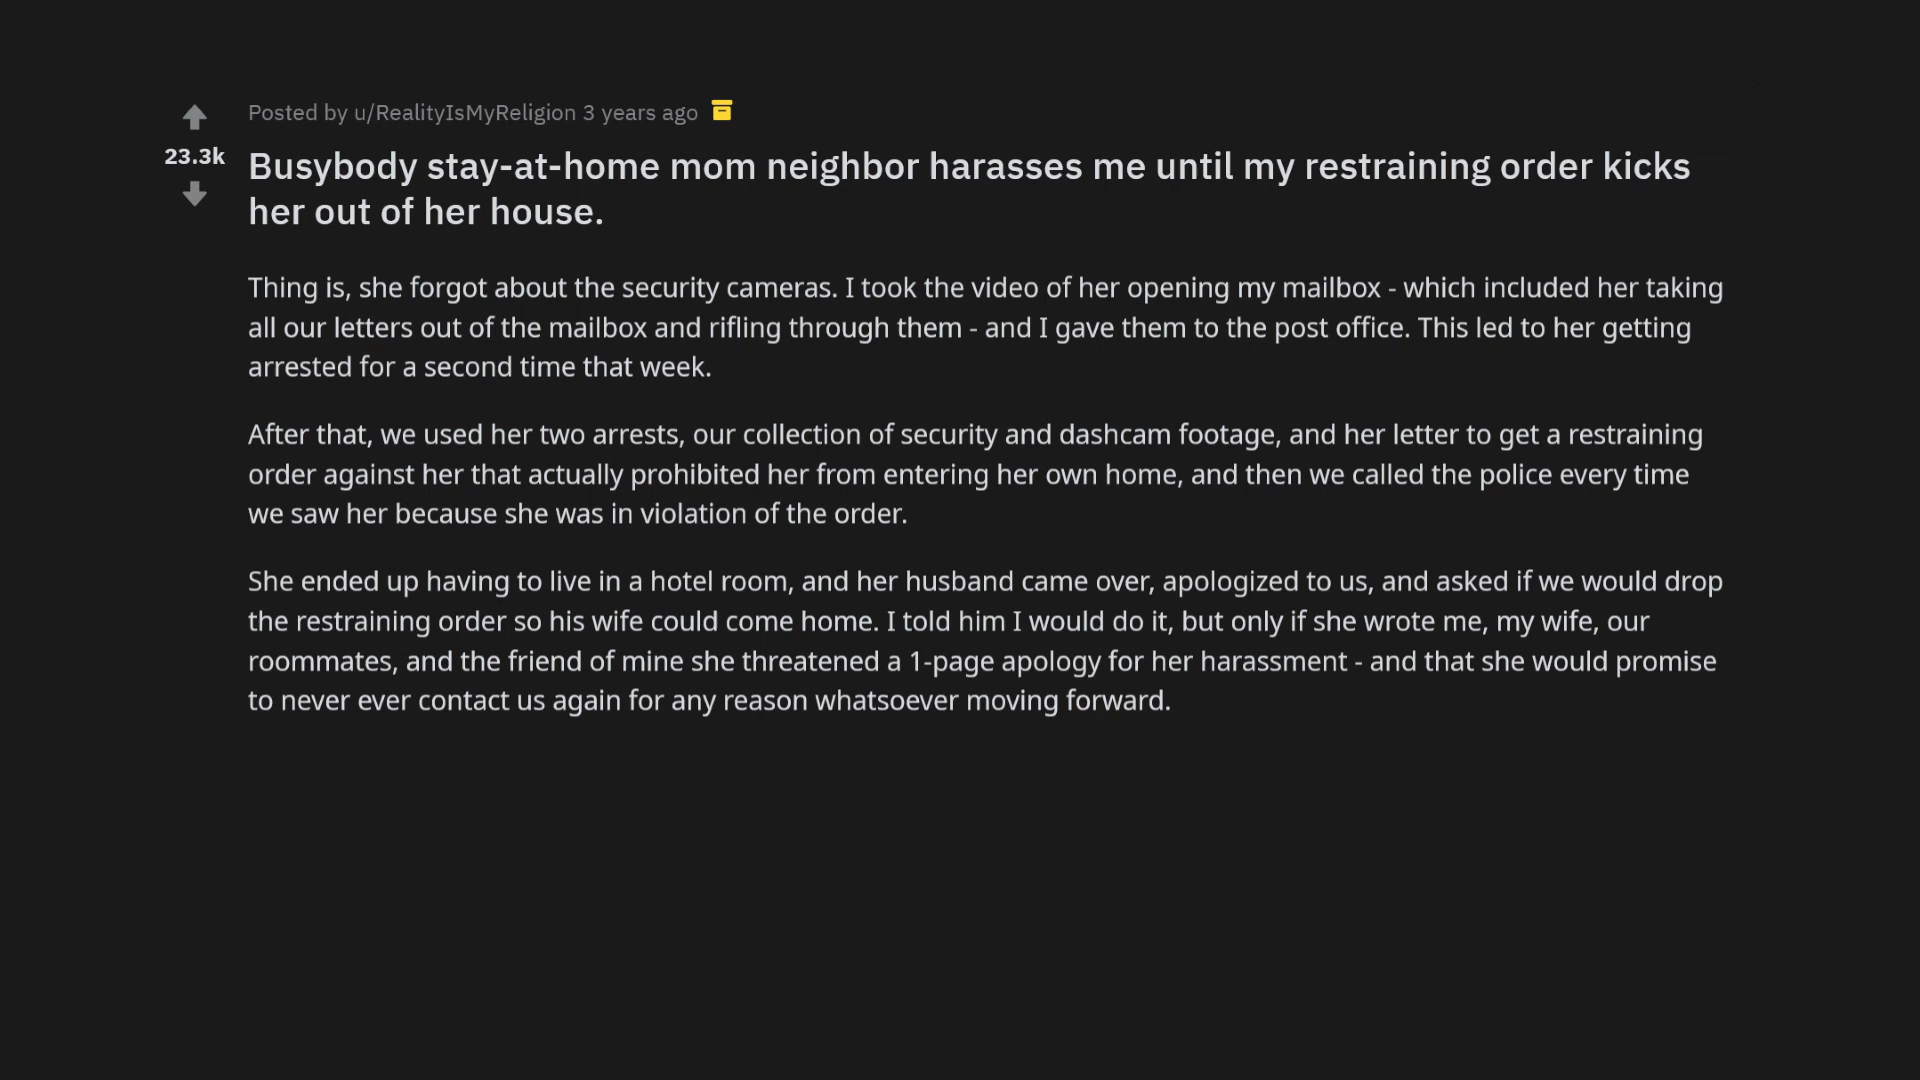 Posted by u/RealityIsMyReligion 3 years ago
23.3k
Busybody stay-at-home mom neighbor harasses me until my restraining order kicks
her out of her house.
Thing is, she forgot about the security cameras. I took the video of her opening my mailbox - which included her taking
all our letters out of the mailbox and rifling through them - and I gave them to the post office. This led to her getting
arrested for a second time that week.
After that, we used her two arrests, our collection of security and dashcam footage, and her letter to get a restraining
order against her that actually prohibited her from entering her own home, and then we called the police every time
we saw her because she was in violation of the order.
She ended up having to live in a hotel room, and her husband came over, apologized to us, and asked if we would drop
the restraining order so his wife could come home. I told him I would do it, but only if she wrote me, my wife, our
roommates, and the friend of mine she threatened a 1-page apology for her harassment - and that she would promise
to never ever contact us again for any reason whatsoever moving forward.